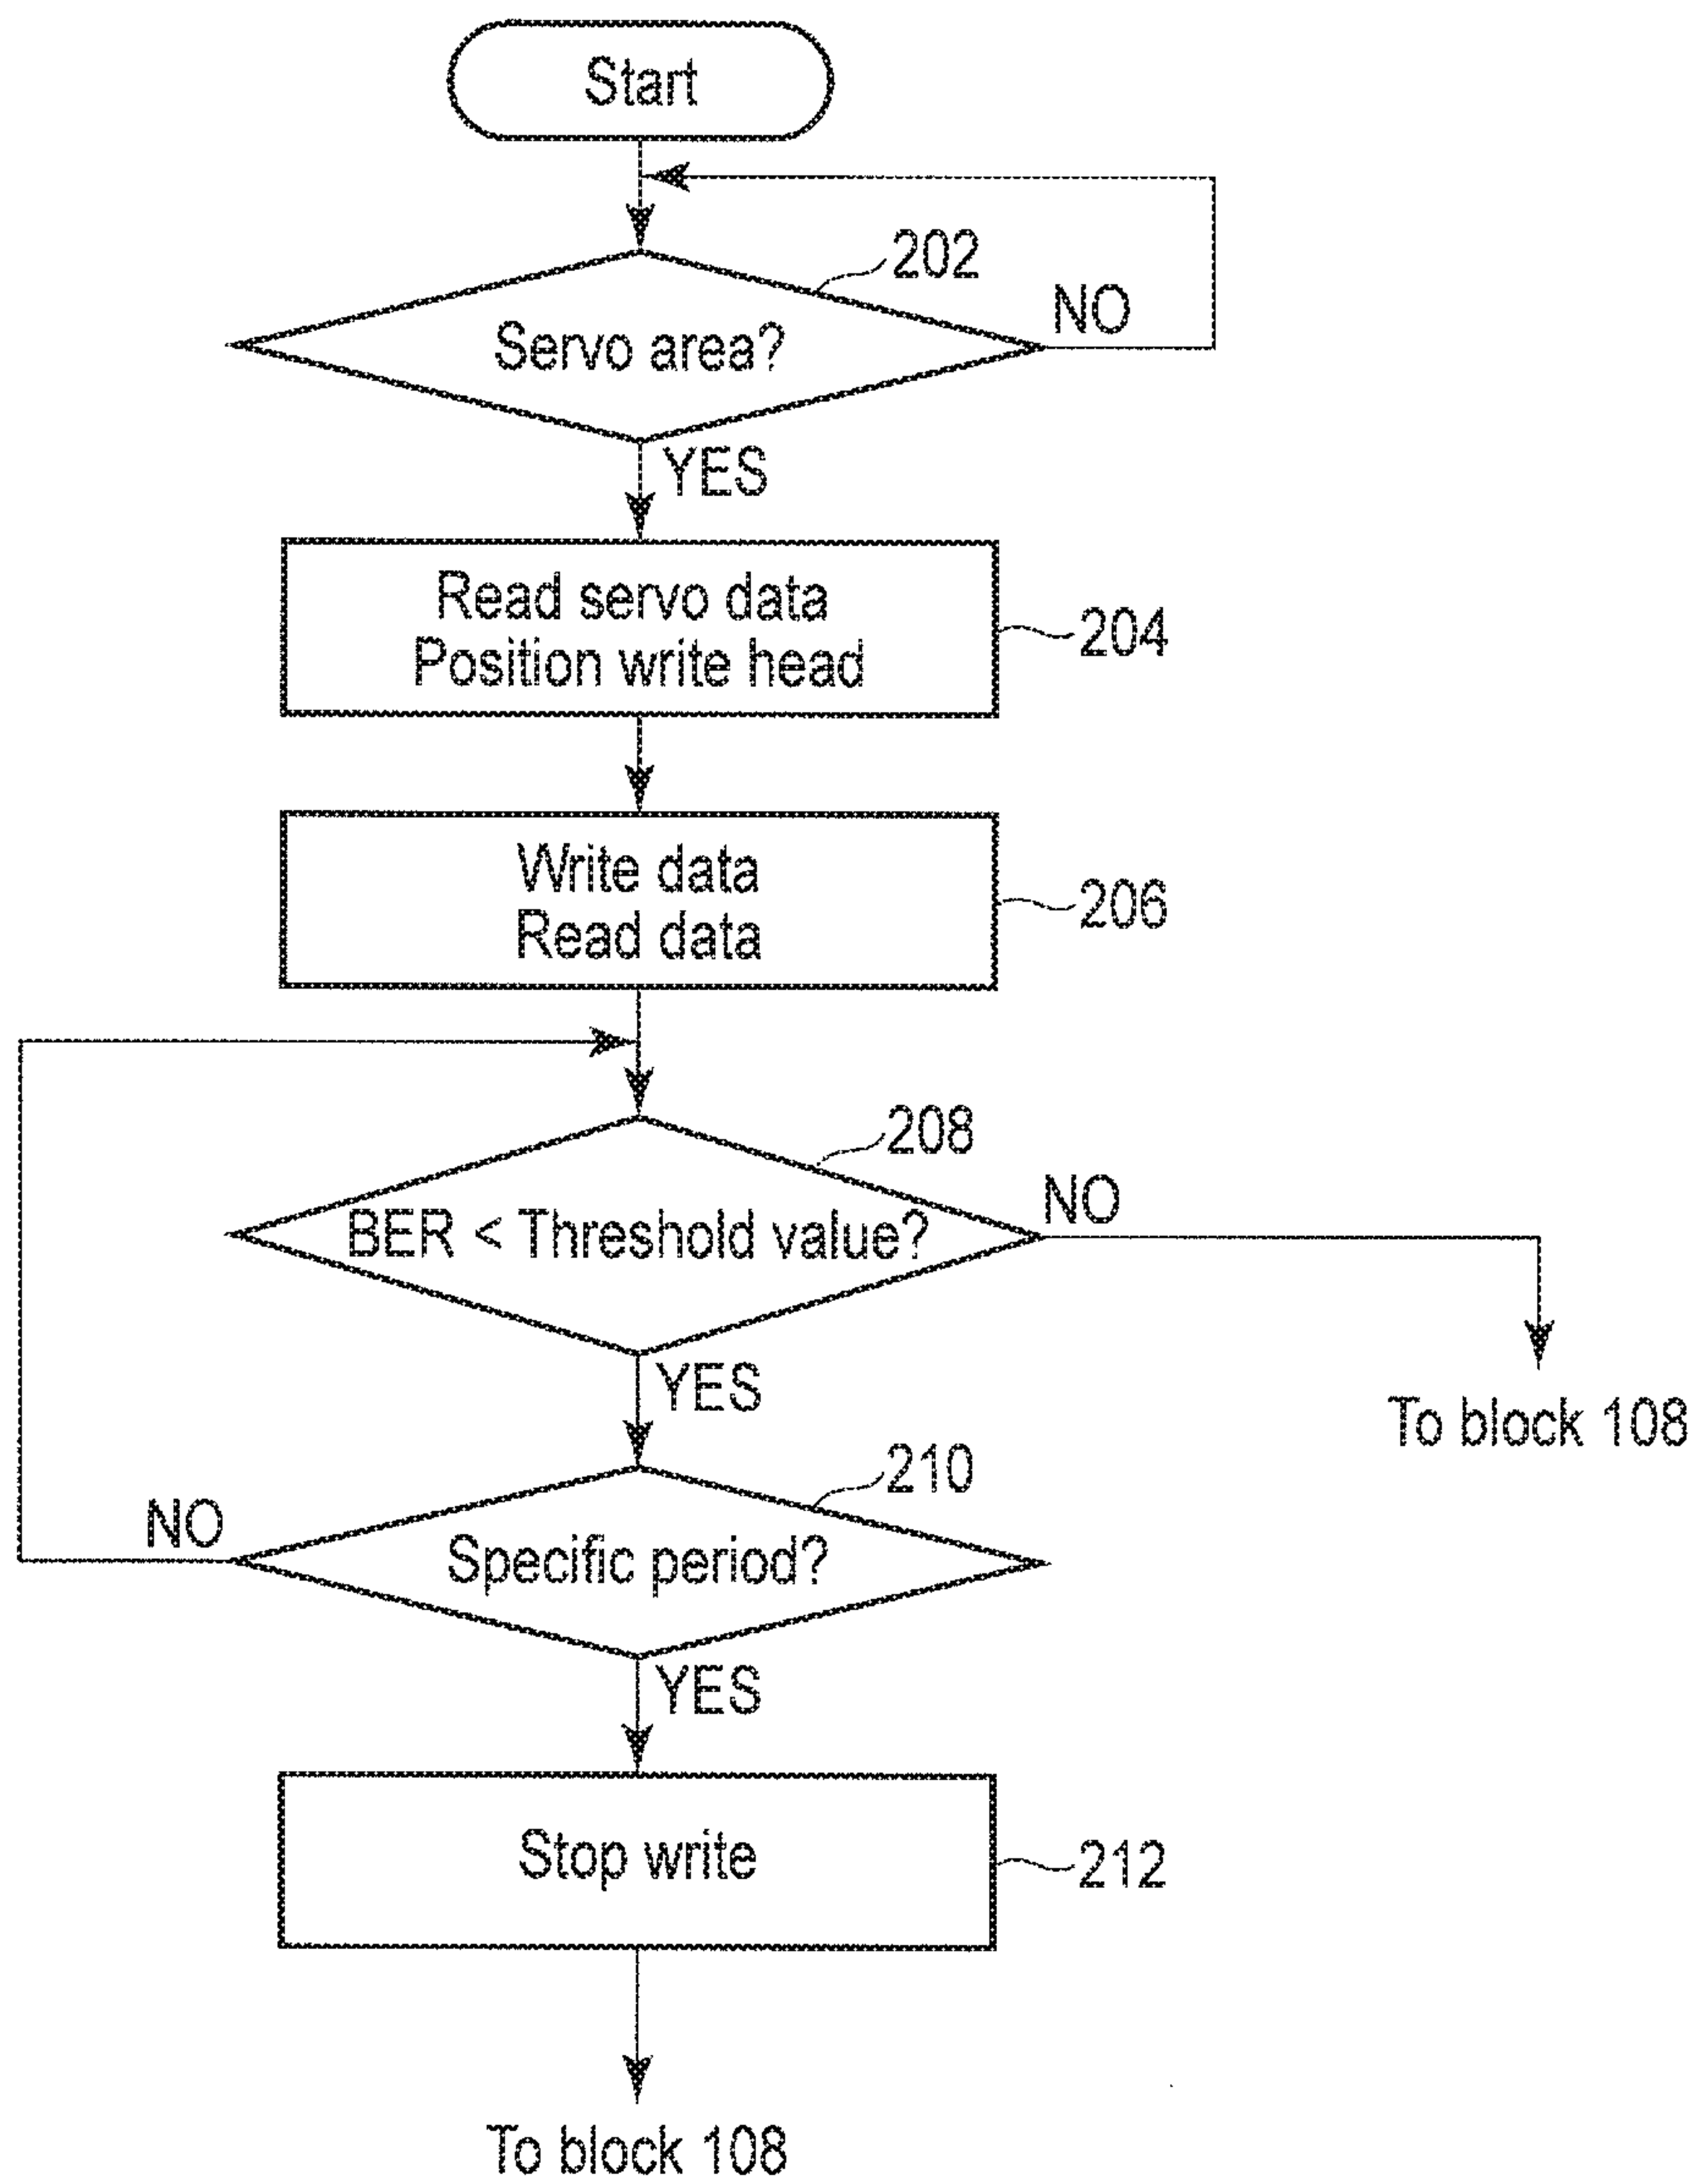 Start
202
Servo area?
NO
YES
Read servo data
Position write head
204
Write data
Read data
206
208
BER < Threshold value?
NO
YES
To block 108
210
NO
Specific period?
YES
Stop write
212
To block 108